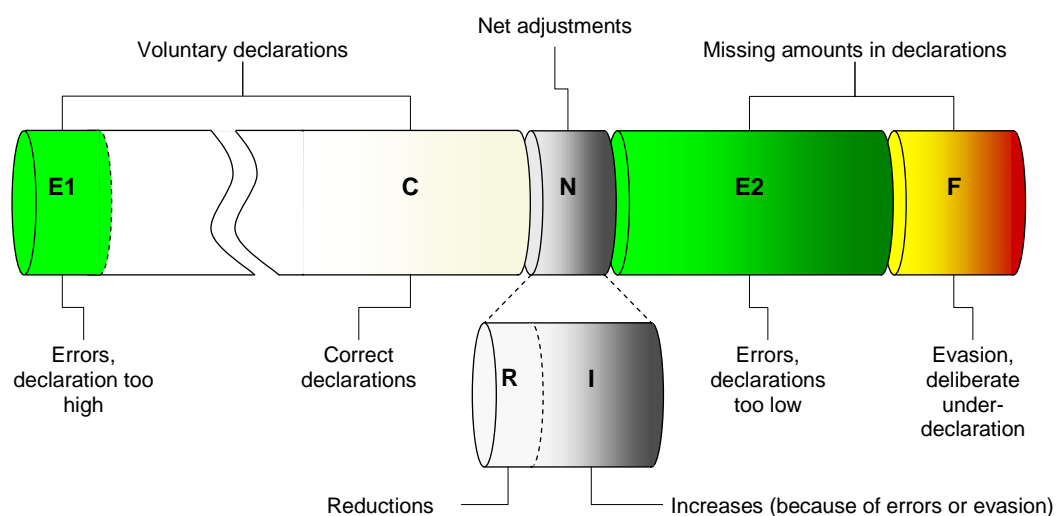 Net adjustments
Voluntary declarations
Missing amounts in declarations
E1
C
N
E2
F
Errors,
declaration too
high
Correct
declarations
R
I
Errors,
declarations
too low
Evasion,
deliberate
under-
declaration
Reductions
Increases (because of errors or evasion)